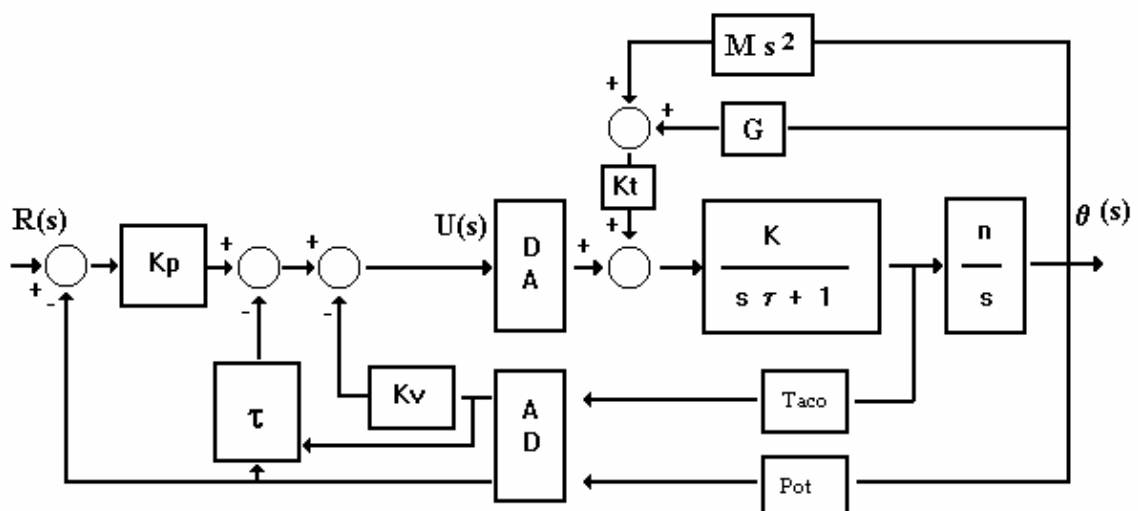 M s²
+
+
G
Kt
R(s)
U(s)
θ (s)
+
Kp
+
+
D
A
+
+
K
s τ + 1
n
s
+
-
-
-
τ
Kv
A
D
Taco
Pot